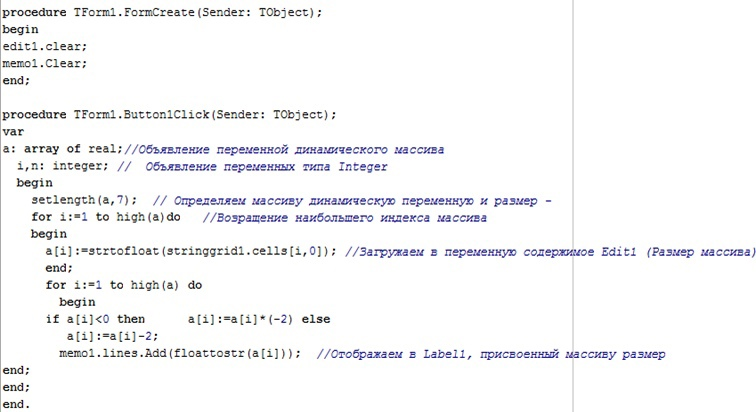 procedure TForm1.FormCreate(Sender: TObject);
begin
edit1.clear;
memo1.Clear;
end;
procedure TForm1.Button1Click(Sender: TObject);
var
a: array of real;//Объявление переменной динамического массива
i,n: integer; // Объявление переменных типа Integer
begin
setlength(a,7); // Определяем массиву динамическую переменную и размер -
for i:=1 to high(a)do //Возращение наибольшего индекса массива
begin
a[i]:=strtofloat(stringgrid1.cells[i,0]); //Загружаем в переменную содержимое Edit1 (Размер массива)
end;
for i:=1 to high(a) do
begin
if a[i]<0 then a[i]:=a[i]*(-2) else
a[i]:=a[i]-2;
memo1.lines.Add(floattostr(a[i])); //Отображаем в Label1, присвоенный массиву размер
end;
end;
end.